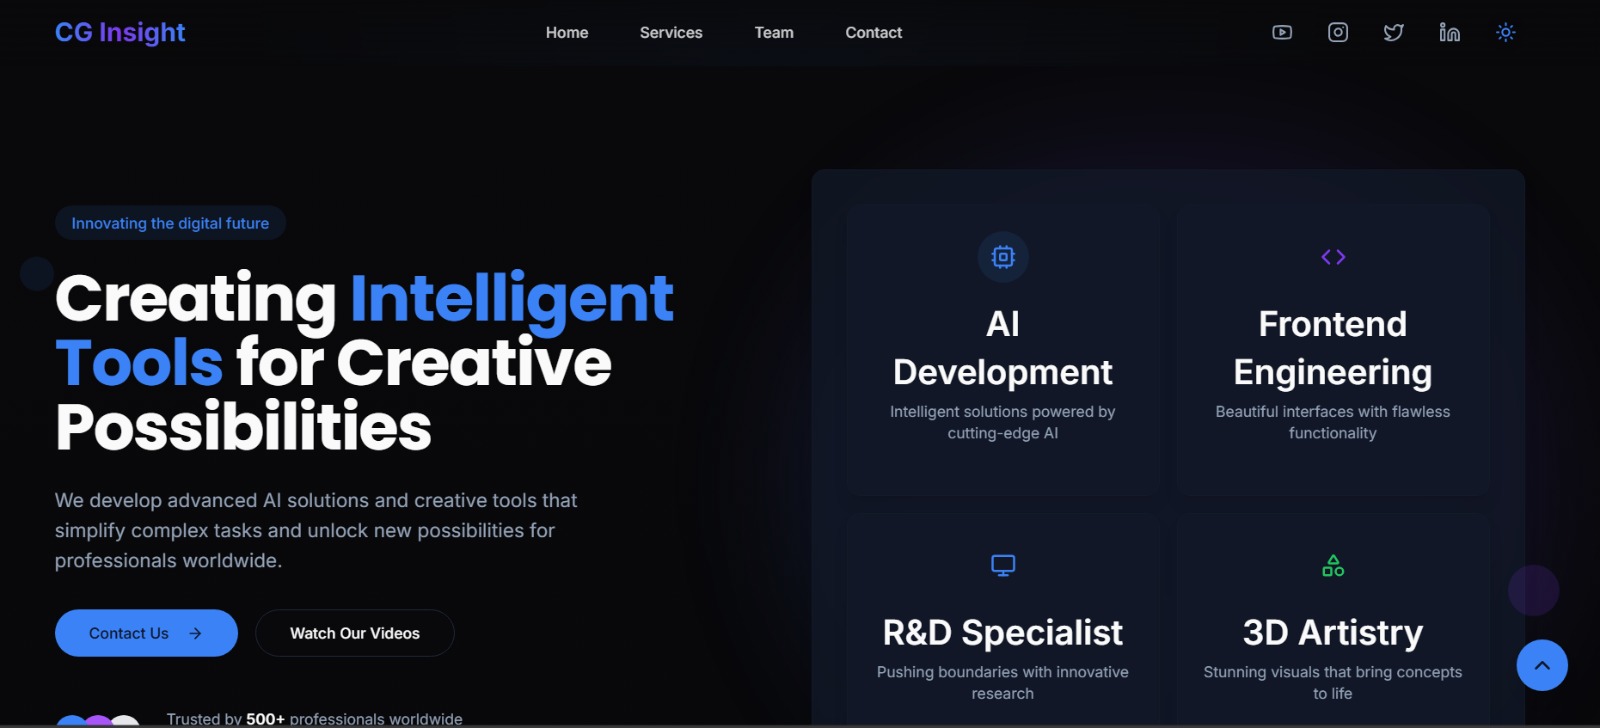 CG Insight
Home
Services
Team
Contact
Innovating the digital future
Creating Intelligent
Tools for Creative
Possibilities
We develop advanced AI solutions and creative tools that
simplify complex tasks and unlock new possibilities for
professionals worldwide.
Contact Us
Watch Our Videos
Trusted by 500+ professionals worldwide
AI
Development
Intelligent solutions powered by
cutting-edge AI
Frontend
Engineering
Beautiful interfaces with flawless
functionality
R&D Specialist
Pushing boundaries with innovative
research
3D Artistry
Stunning visuals that bring concepts
to life